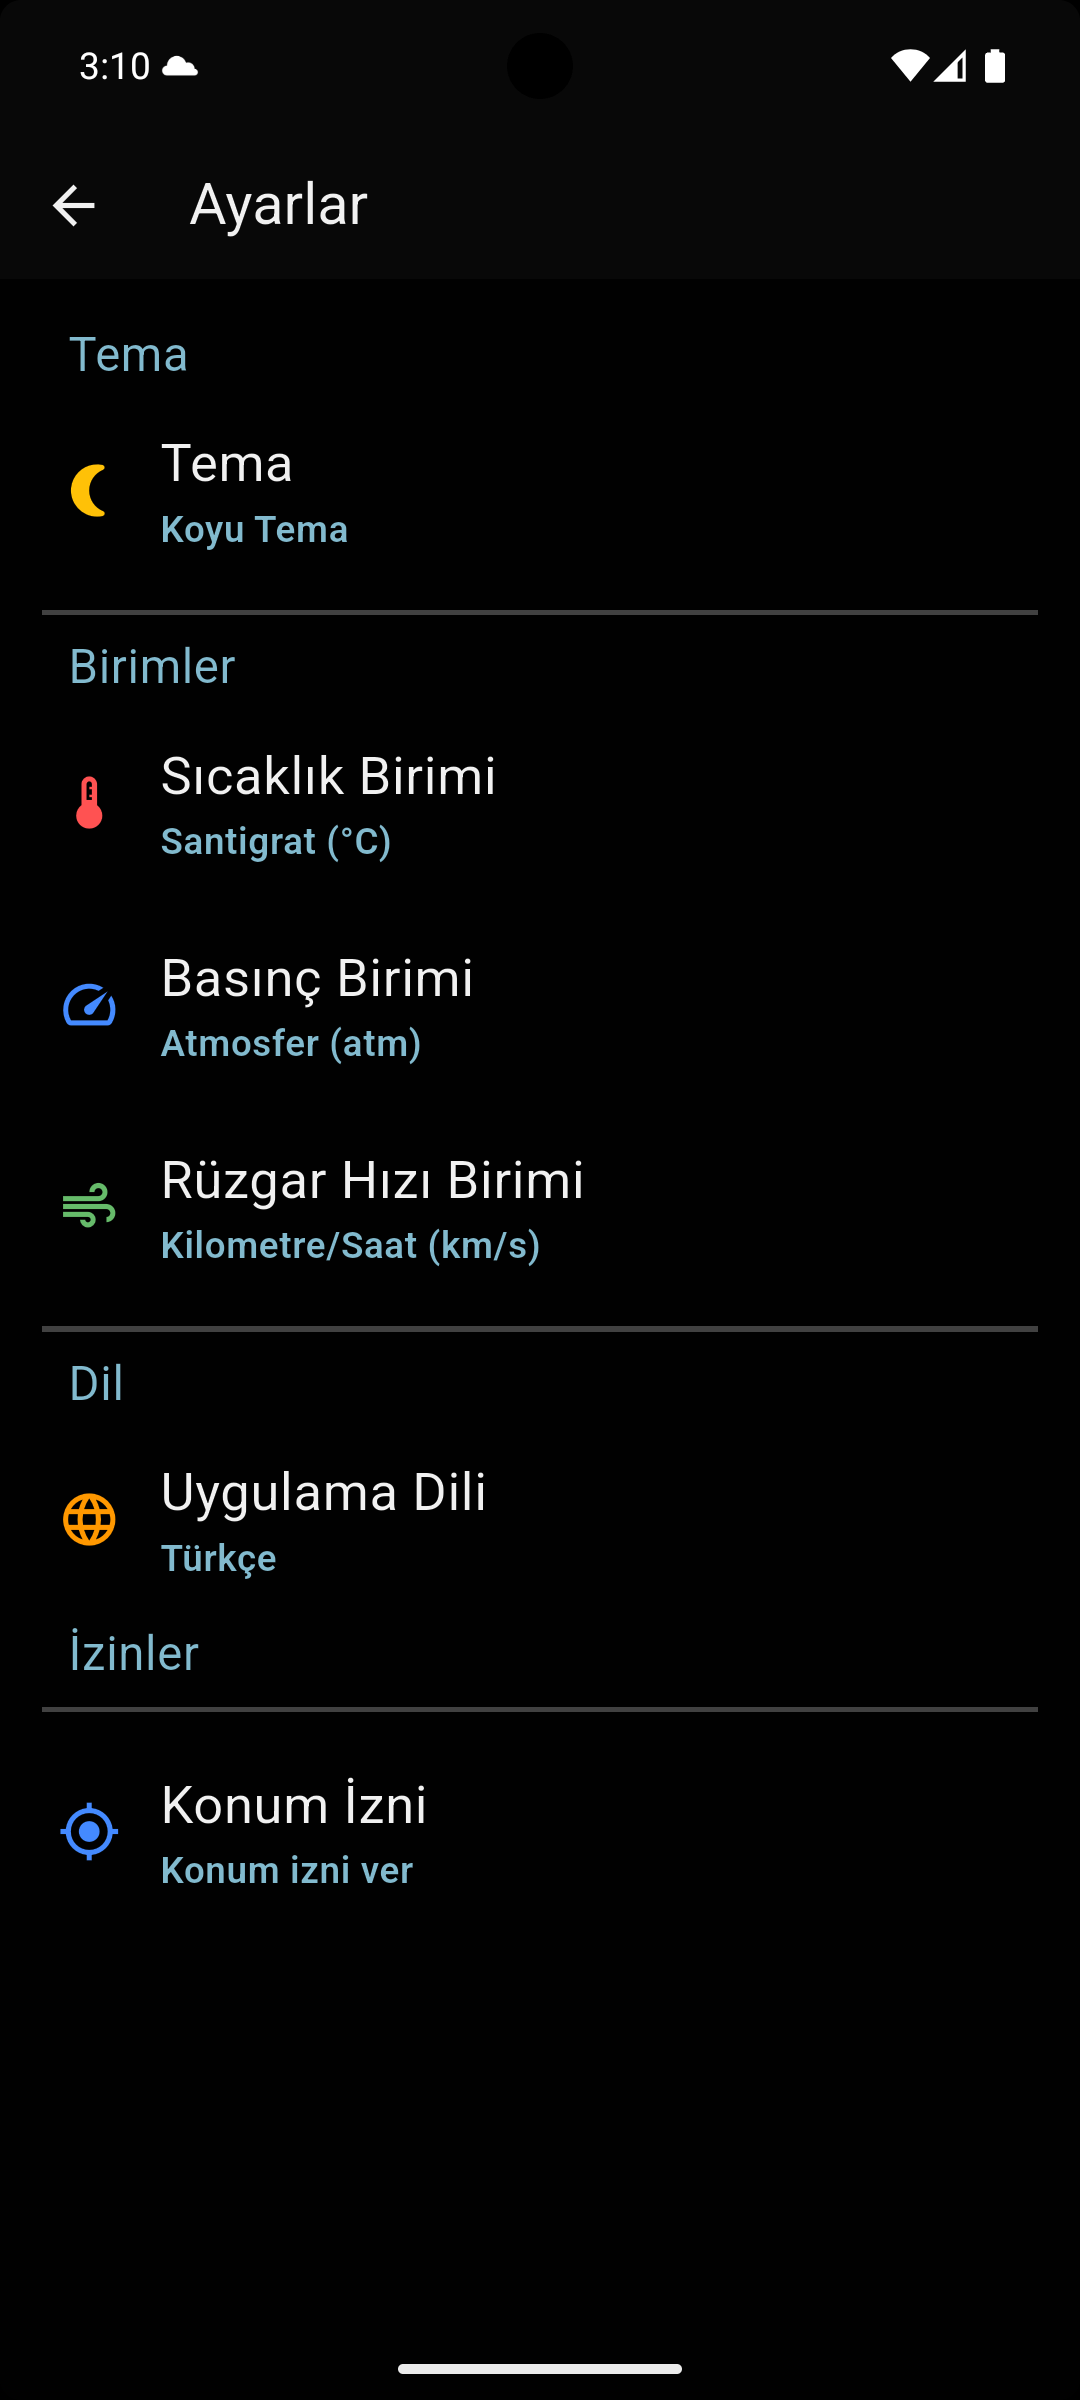 3:10
Ayarlar
Tema
Tema
Koyu Tema
Birimler
Sıcaklık Birimi
Santigrat (°C)
Basınç Birimi
Atmosfer (atm)
Rüzgar Hızı Birimi
Kilometre/Saat (km/s)
Dil
Uygulama Dili
Türkçe
İzinler
Konum İzni
Konum izni ver